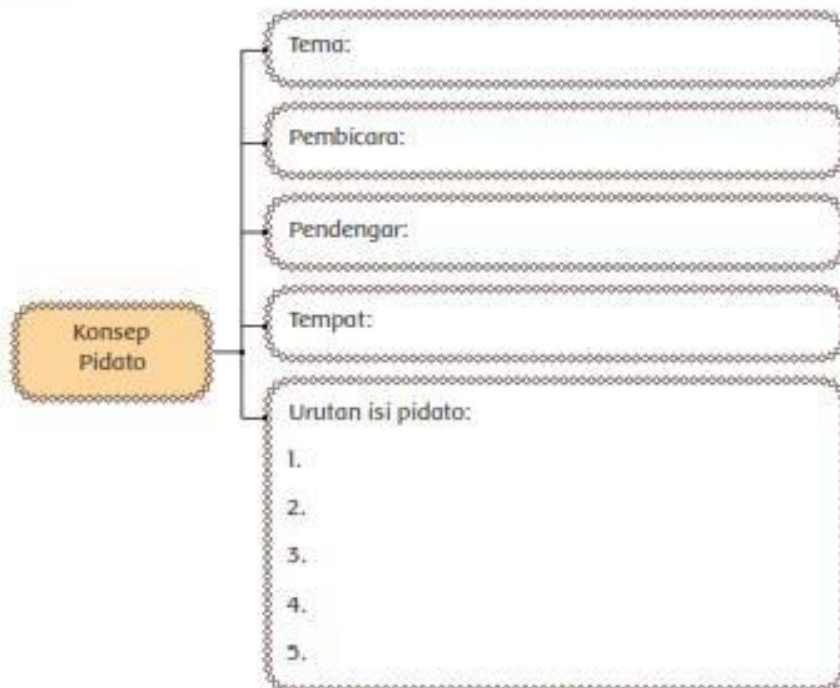 Tema:
Pembicara:
Pendengar:
Tempat:
Konsep
Pidato
Urutan isi pidato:
1.
2.
3.
4.
5.